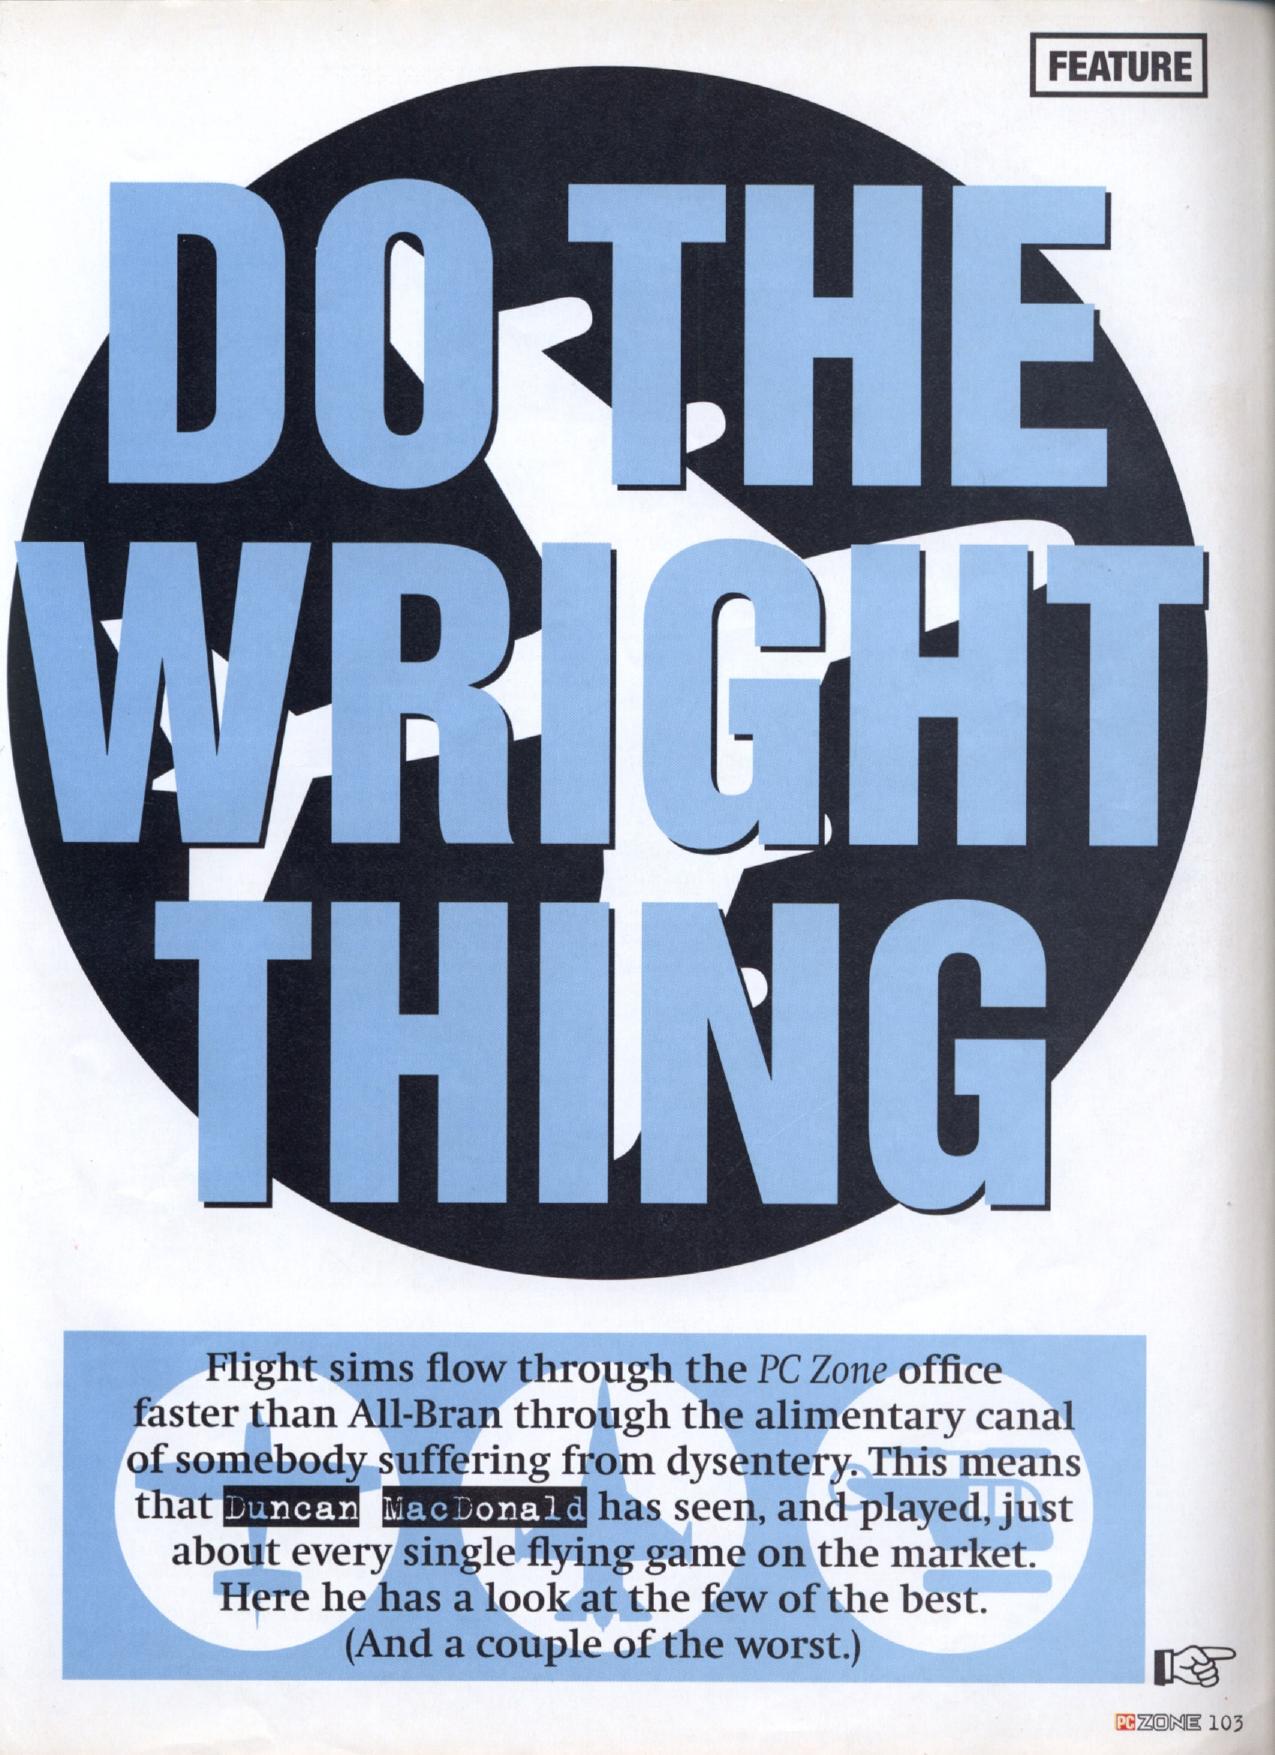 FEATURE
DO THE
WRIGHT
THING
Flight sims flow through the PC Zone office
faster than All-Bran through the alimentary canal
of somebody suffering from dysentery. This means
that Duncan MacDonald has seen, and played, just
about every single flying game on the market.
Here he has a look at the few of the best.
(And a couple of the worst.)
PC ZONE 103